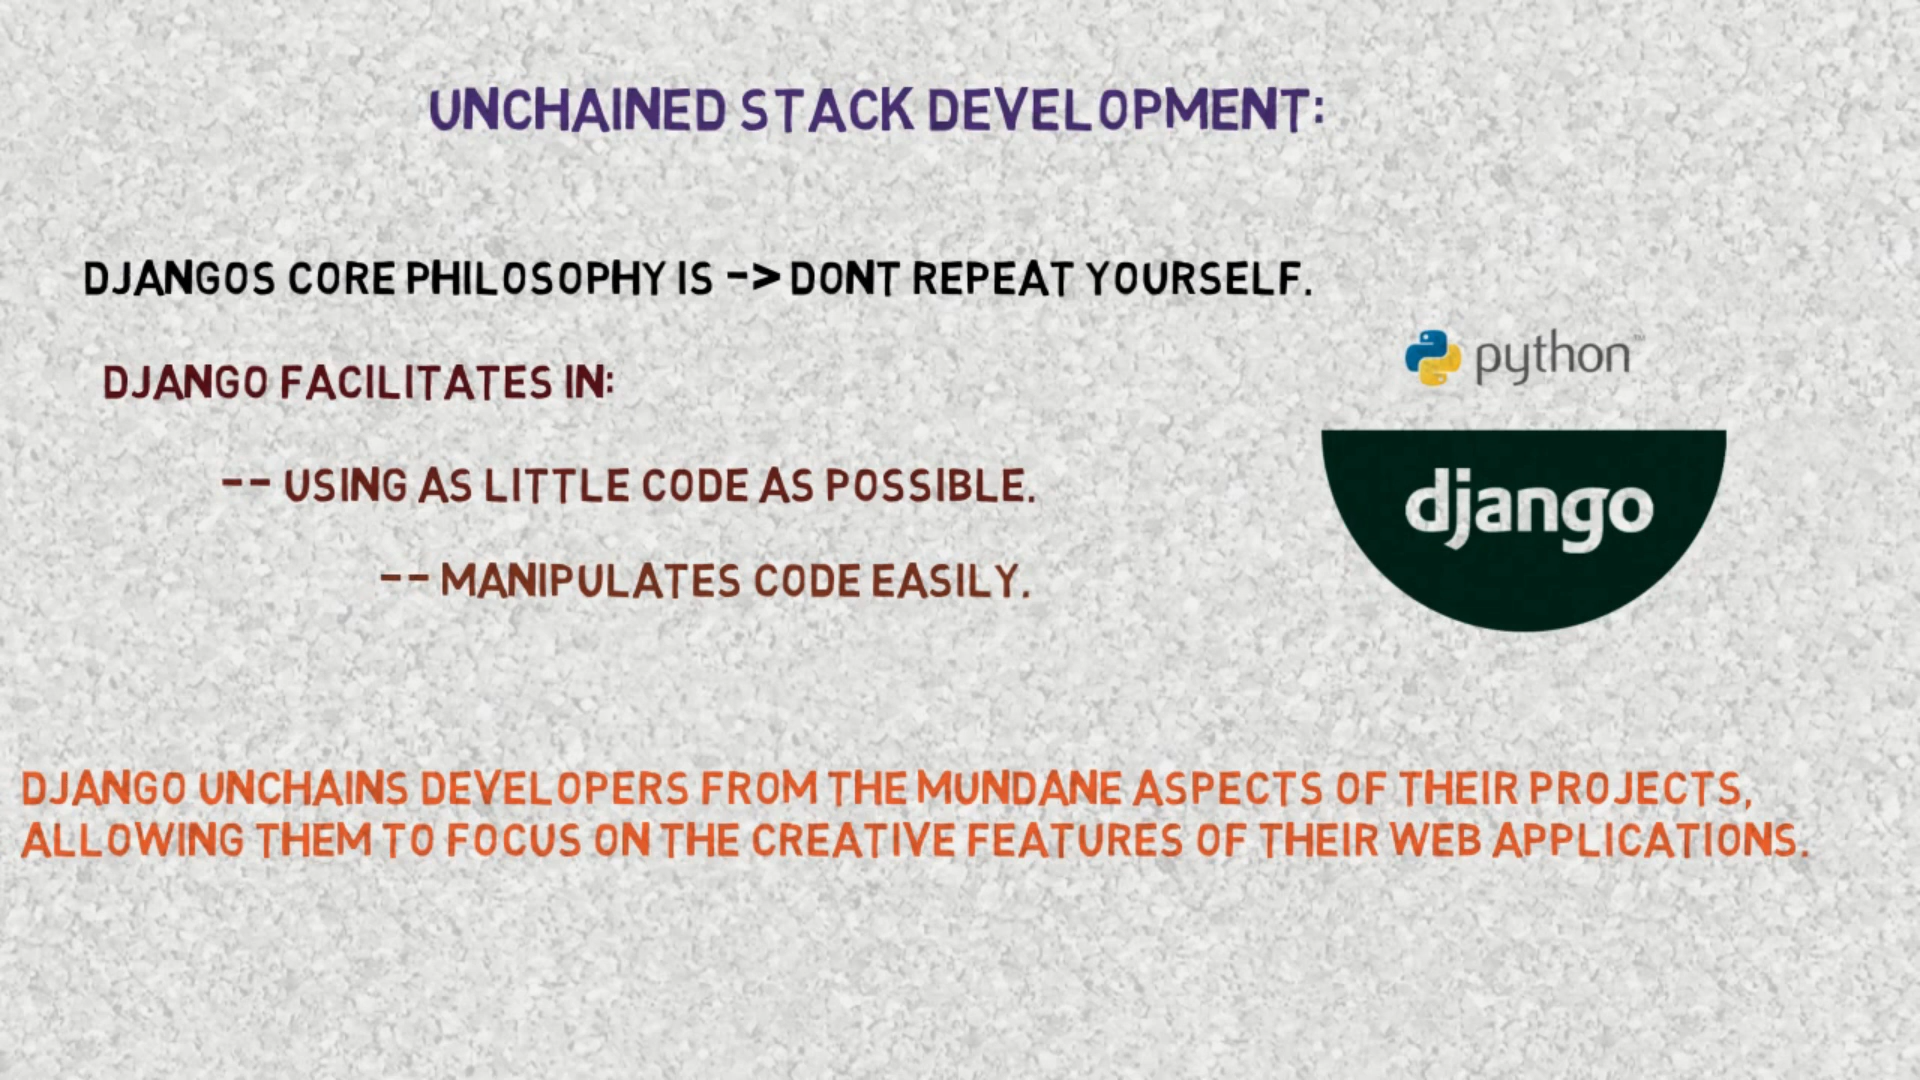 UNCHAINED STACK DEVELOPMENT:
DJANGOS CORE PHILOSOPHY IS -> DONT REPEAT YOURSELF.
DJANGO FACILITATES IN:
-- USING AS LITTLE CODE AS POSSIBLE.
-- MANIPULATES CODE EASILY.
python™
django
DJANGO UNCHAINS DEVELOPERS FROM THE MUNDANE ASPECTS OF THEIR PROJECTS,
ALLOWING THEM TO FOCUS ON THE CREATIVE FEATURES OF THEIR WEB APPLICATIONS.